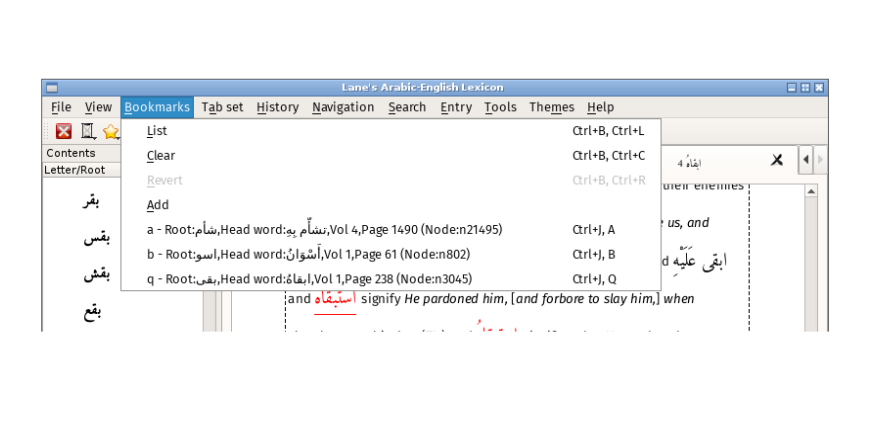 Lane's Arabic-English Lexicon
File View Bookmarks Tab set History Navigation Search Entry Tools Themes Help
Contents
Letter/Root
List Ctrl+B, Ctrl+L
Clear Ctrl+B, Ctrl+C
Revert Ctrl+B, Ctrl+R
Add
a - Root:شأم,Head word:تشأّم بِهِ,Vol 4,Page 1490 (Node:n21495) Ctrl+J, A
b - Root:اسو,Head word:أَسْوَانُ,Vol 1,Page 61 (Node:n802) Ctrl+J, B
q - Root:بقى,Head word:ابقاهُ,Vol 1,Page 238 (Node:n3045) Ctrl+J, Q
بقر
بقس
بقش
بقع
ابقاهُ 4
their enemies
e us, and
d ابقى عَلَيْهِ
and استبقاه signify He pardoned him, [and forbore to slay him,] when